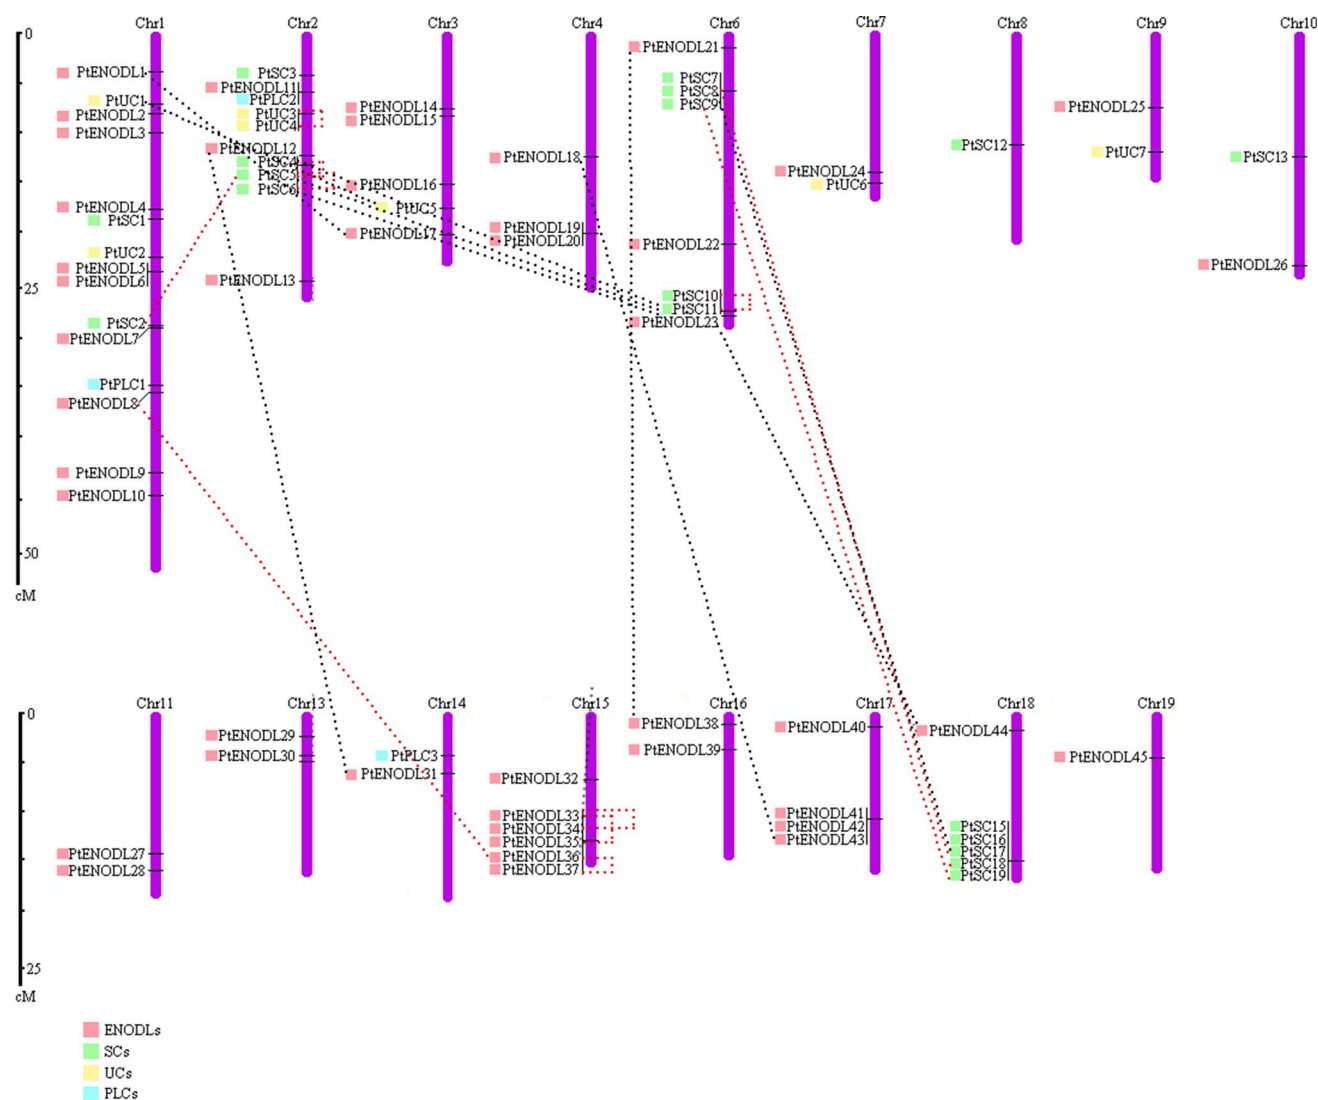 Chr1 Chr2 Chr3 Chr4 Chr6 Chr7 Chr8 Chr9 Chr10
0
25
50
cM
PtENODL1
PtUC1
PtENODL2
PtENODL3
PtENODL4
PtSC1
PtUC2
PtENODL5
PtENODL6
PtSC2
PtENODL7
PtPLC1
PtENODL8
PtENODL9
PtENODL10
PtSC3
PtENODL11
PtPLC2
PtUC3
PtUC4
PtENODL12
PtSC4
PtSC5
PtSC6
PtENODL13
PtENODL14
PtENODL15
PtENODL16
PtUC5
PtENODL17
PtENODL18
PtENODL19
PtENODL20
PtENODL21
PtSC7
PtSC8
PtSC9
PtENODL22
PtSC10
PtSC11
PtENODL23
PtENODL24
PtUC6
PtSC12
PtENODL25
PtUC7
PtSC13
PtENODL26
Chr11 Chr13 Chr14 Chr15 Chr16 Chr17 Chr18 Chr19
0
25
cM
PtENODL27
PtENODL28
PtENODL29
PtENODL30
PtPLC3
PtENODL31
PtENODL32
PtENODL33
PtENODL34
PtENODL35
PtENODL36
PtENODL37
PtENODL38
PtENODL39
PtENODL40
PtENODL41
PtENODL42
PtENODL43
PtENODL44
PtSC15
PtSC16
PtSC17
PtSC18
PtSC19
PtENODL45
ENODLs
SCs
UCs
PLCs